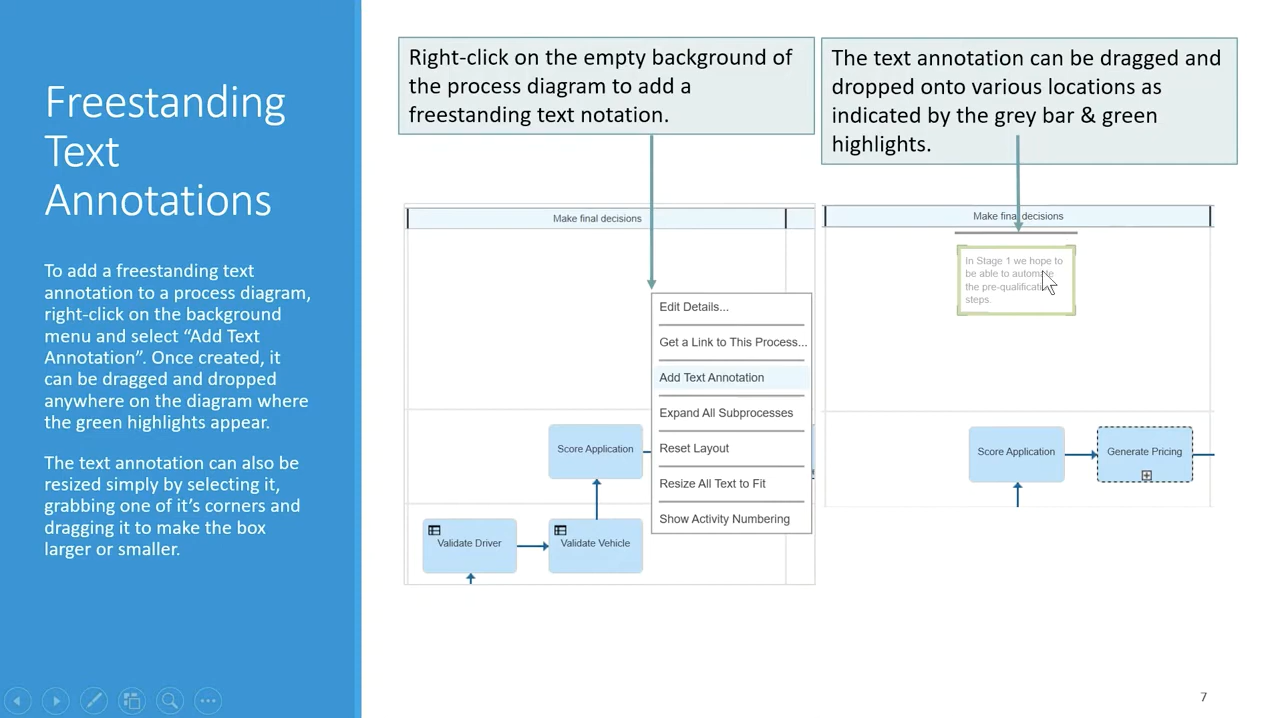 Freestanding
Text
Annotations
To add a freestanding text
annotation to a process diagram,
right-click on the background
menu and select “Add Text
Annotation”. Once created, it
can be dragged and dropped
anywhere on the diagram where
the green highlights appear.
The text annotation can also be
resized simply by selecting it,
grabbing one of it’s corners and
dragging it to make the box
larger or smaller.
Right-click on the empty background of
the process diagram to add a
freestanding text notation.
Make final decisions
Edit Details...
Get a Link to This Process...
Add Text Annotation
Expand All Subprocesses
Reset Layout
Resize All Text to Fit
Show Activity Numbering
Score Application
Validate Driver
Validate Vehicle
The text annotation can be dragged and
dropped onto various locations as
indicated by the grey bar & green
highlights.
Make final decisions
In Stage 1 we hope to
be able to automate
the pre-qualification
steps.
Score Application
Generate Pricing
7